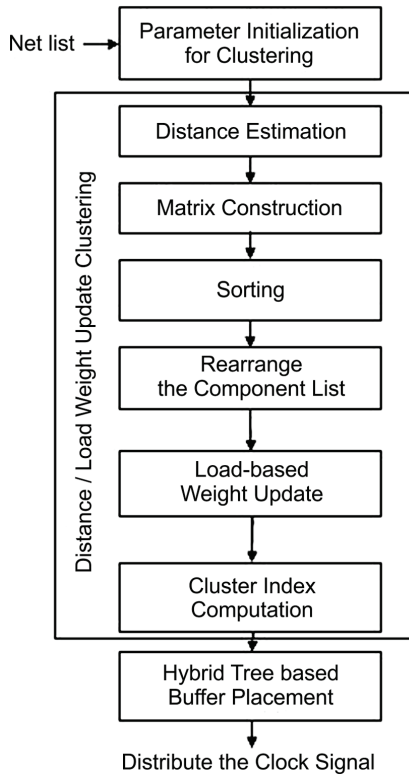 Net list
Parameter Initialization
for Clustering
Distance / Load Weight Update Clustering
Distance Estimation
Matrix Construction
Sorting
Rearrange
the Component List
Load-based
Weight Update
Cluster Index
Computation
Hybrid Tree based
Buffer Placement
Distribute the Clock Signal